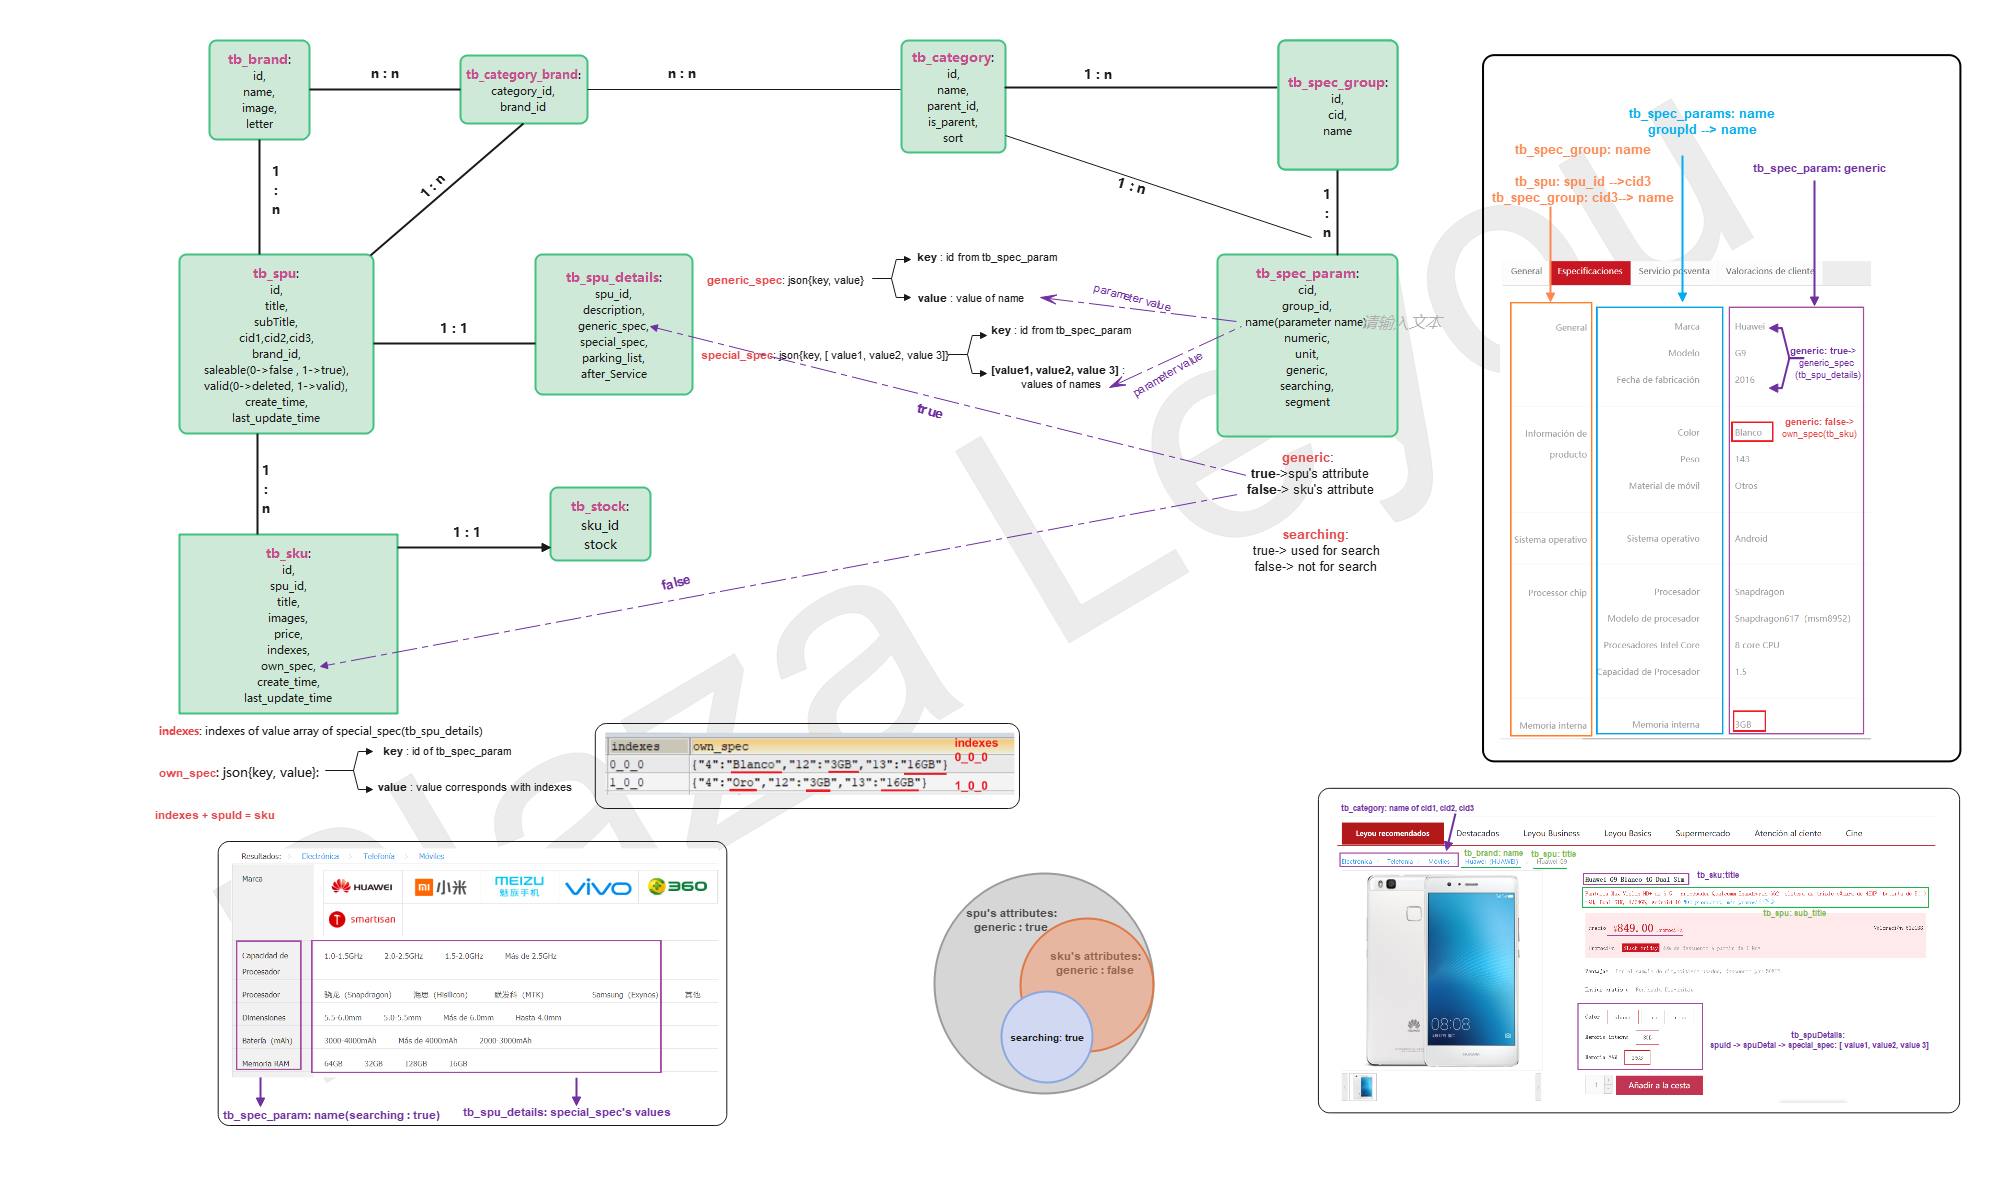 tb_brand:
id,
name,
image,
letter
n : n
tb_category_brand:
category_id,
brand_id
n : n
tb_category:
id,
name,
parent_id,
is_parent,
sort
1 : n
tb_spec_group:
id,
cid,
name
1
:
n
1 : n
1 : n
1
:
n
tb_spu:
id,
title,
subTitle,
cid1,cid2,cid3,
brand_id,
saleable(0->false , 1->true),
valid(0->deleted, 1->valid),
create_time,
last_update_time
1 : 1
tb_spu_details:
spu_id,
description,
generic_spec,
special_spec,
parking_list,
after_Service
generic_spec: json{key, value}
key : id from tb_spec_param
value : value of name
special_spec: json{key, [ value1, value2, value 3]}
key : id from tb_spec_param
[value1, value2, value 3] :
values of names
parameter value
parameter value
tb_spec_param:
cid,
group_id,
name(parameter name)
numeric,
unit,
generic,
searching,
segment
请输入文本
true
false
generic:
true->spu's attribute
false-> sku's attribute
searching:
true-> used for search
false-> not for search
1
:
n
tb_sku:
id,
spu_id,
title,
images,
price,
indexes,
own_spec,
create_time,
last_update_time
1 : 1
tb_stock:
sku_id
stock
indexes: indexes of value array of special_spec(tb_spu_details)
own_spec: json{key, value}:
key : id of tb_spec_param
value : value corresponds with indexes
indexes + spuId = sku
indexes own_spec indexes
0_0_0 {"4":"Blanco","12":"3GB","13":"16GB"} 0_0_0
1_0_0 {"4":"Oro","12":"3GB","13":"16GB"} 1_0_0
Plaza Leyou
tb_spec_params: name
groupId --> name
tb_spec_group: name
tb_spu: spu_id -->cid3
tb_spec_group: cid3--> name
tb_spec_param: generic
General Especificaciones Servicio posventa Valoracions de cliente
General Marca Huawei
Modelo G9
Fecha de fabricación 2016
generic: true->
generic_spec
(tb_spu_details)
Información de
producto
Color Blanco
generic: false->
own_spec(tb_sku)
Peso 143
Material de móvil Otros
Sistema operativo Sistema operativo Android
Processor chip Procesador Snapdragon
Modelo de procesador Snapdragon617 (msm8952)
Procesadores Intel Core 8 core CPU
Capacidad de Procesador 1.5
Memoria interna Memoria interna 3GB
Resultados: Electrónica Telefonía Móviles
Marca
HUAWEI
小米
MEIZU
魅族手机
vivo
360
smartisan
Capacidad de
Procesador
1.0-1.5GHz 2.0-2.5GHz 1.5-2.0GHz Más de 2.5GHz
Procesador 骁龙 (Snapdragon) 海思 (Hisilicon) 联发科 (MTK) Samsung (Exynos) 其他
Dimensiones 5.5-6.0mm 5.0-5.5mm Más de 6.0mm Hasta 4.0mm
Batería (mAh) 3000-4000mAh Más de 4000mAh 2000-3000mAh
Memoria RAM 64GB 32GB 128GB 16GB
tb_spec_param: name(searching : true)
tb_spu_details: special_spec's values
spu's attributes:
generic : true
sku's attributes:
generic : false
searching: true
tb_category: name of cid1, cid2, cid3
Leyou recomendados Destacados Leyou Business Leyou Basics Supermercado Atención al ciente Cine
Electrónica Telefonía Móviles Huawei (HUAWEI) Huawei G9
tb_brand: name
tb_spu: title
Huawei G9 Blanco 4G Dual Sim
tb_sku:title
tb_spu: sub_title
¥849.00
Black Friday
08:08
HUAWEI
Color
Memoria interna 3GB
Memoria RAM 16GB
tb_spuDetails:
spuId -> spuDetal -> special_spec: [ value1, value2, value 3]
1
Añadir a la cesta